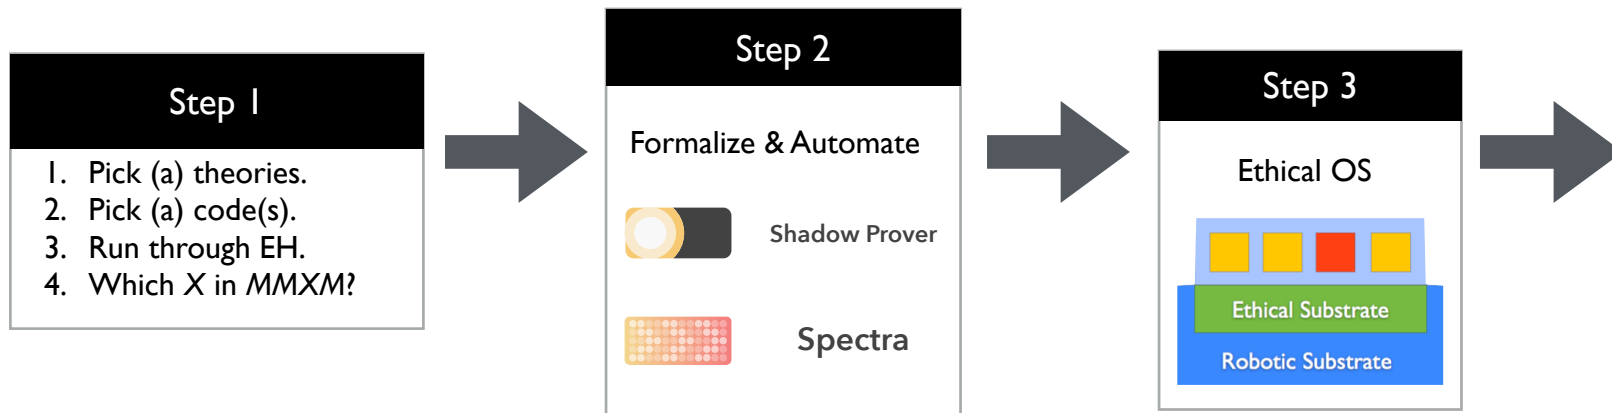 Step 1
1. Pick (a) theories.
2. Pick (a) code(s).
3. Run through EH.
4. Which X in MMXM?
Step 2
Formalize & Automate
Shadow Prover
Spectra
Step 3
Ethical OS
Ethical Substrate
Robotic Substrate